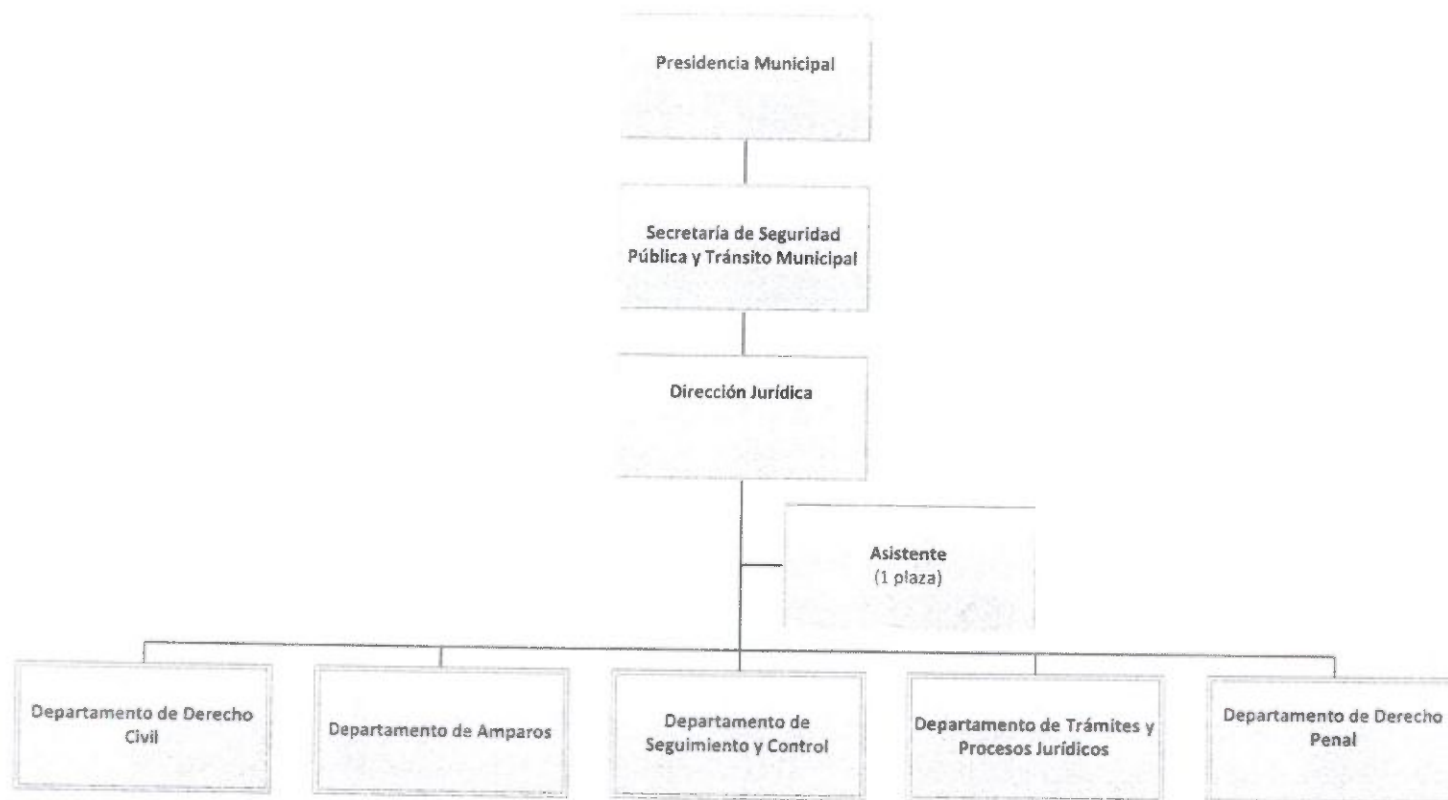 Presidencia Municipal
Secretaría de Seguridad
Pública y Tránsito Municipal
Dirección Jurídica
Asistente
(1 plaza)
Departamento de Derecho
Civil
Departamento de Amparos
Departamento de
Seguimiento y Control
Departamento de Trámites y
Procesos Jurídicos
Departamento de Derecho
Penal